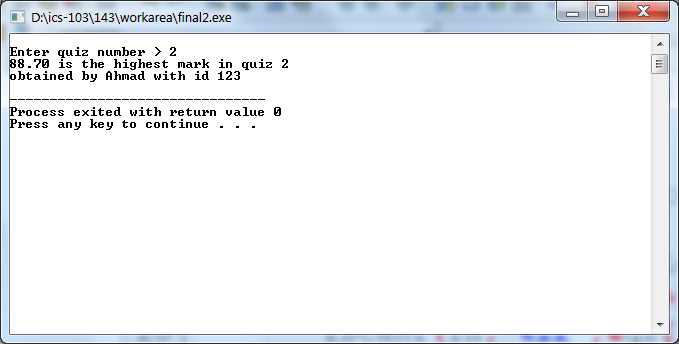 D:\ics-103\143\workarea\final2.exe
Enter quiz number > 2
88.70 is the highest mark in quiz 2
obtained by Ahmad with id 123
--------------------------------
Process exited with return value 0
Press any key to continue . . .